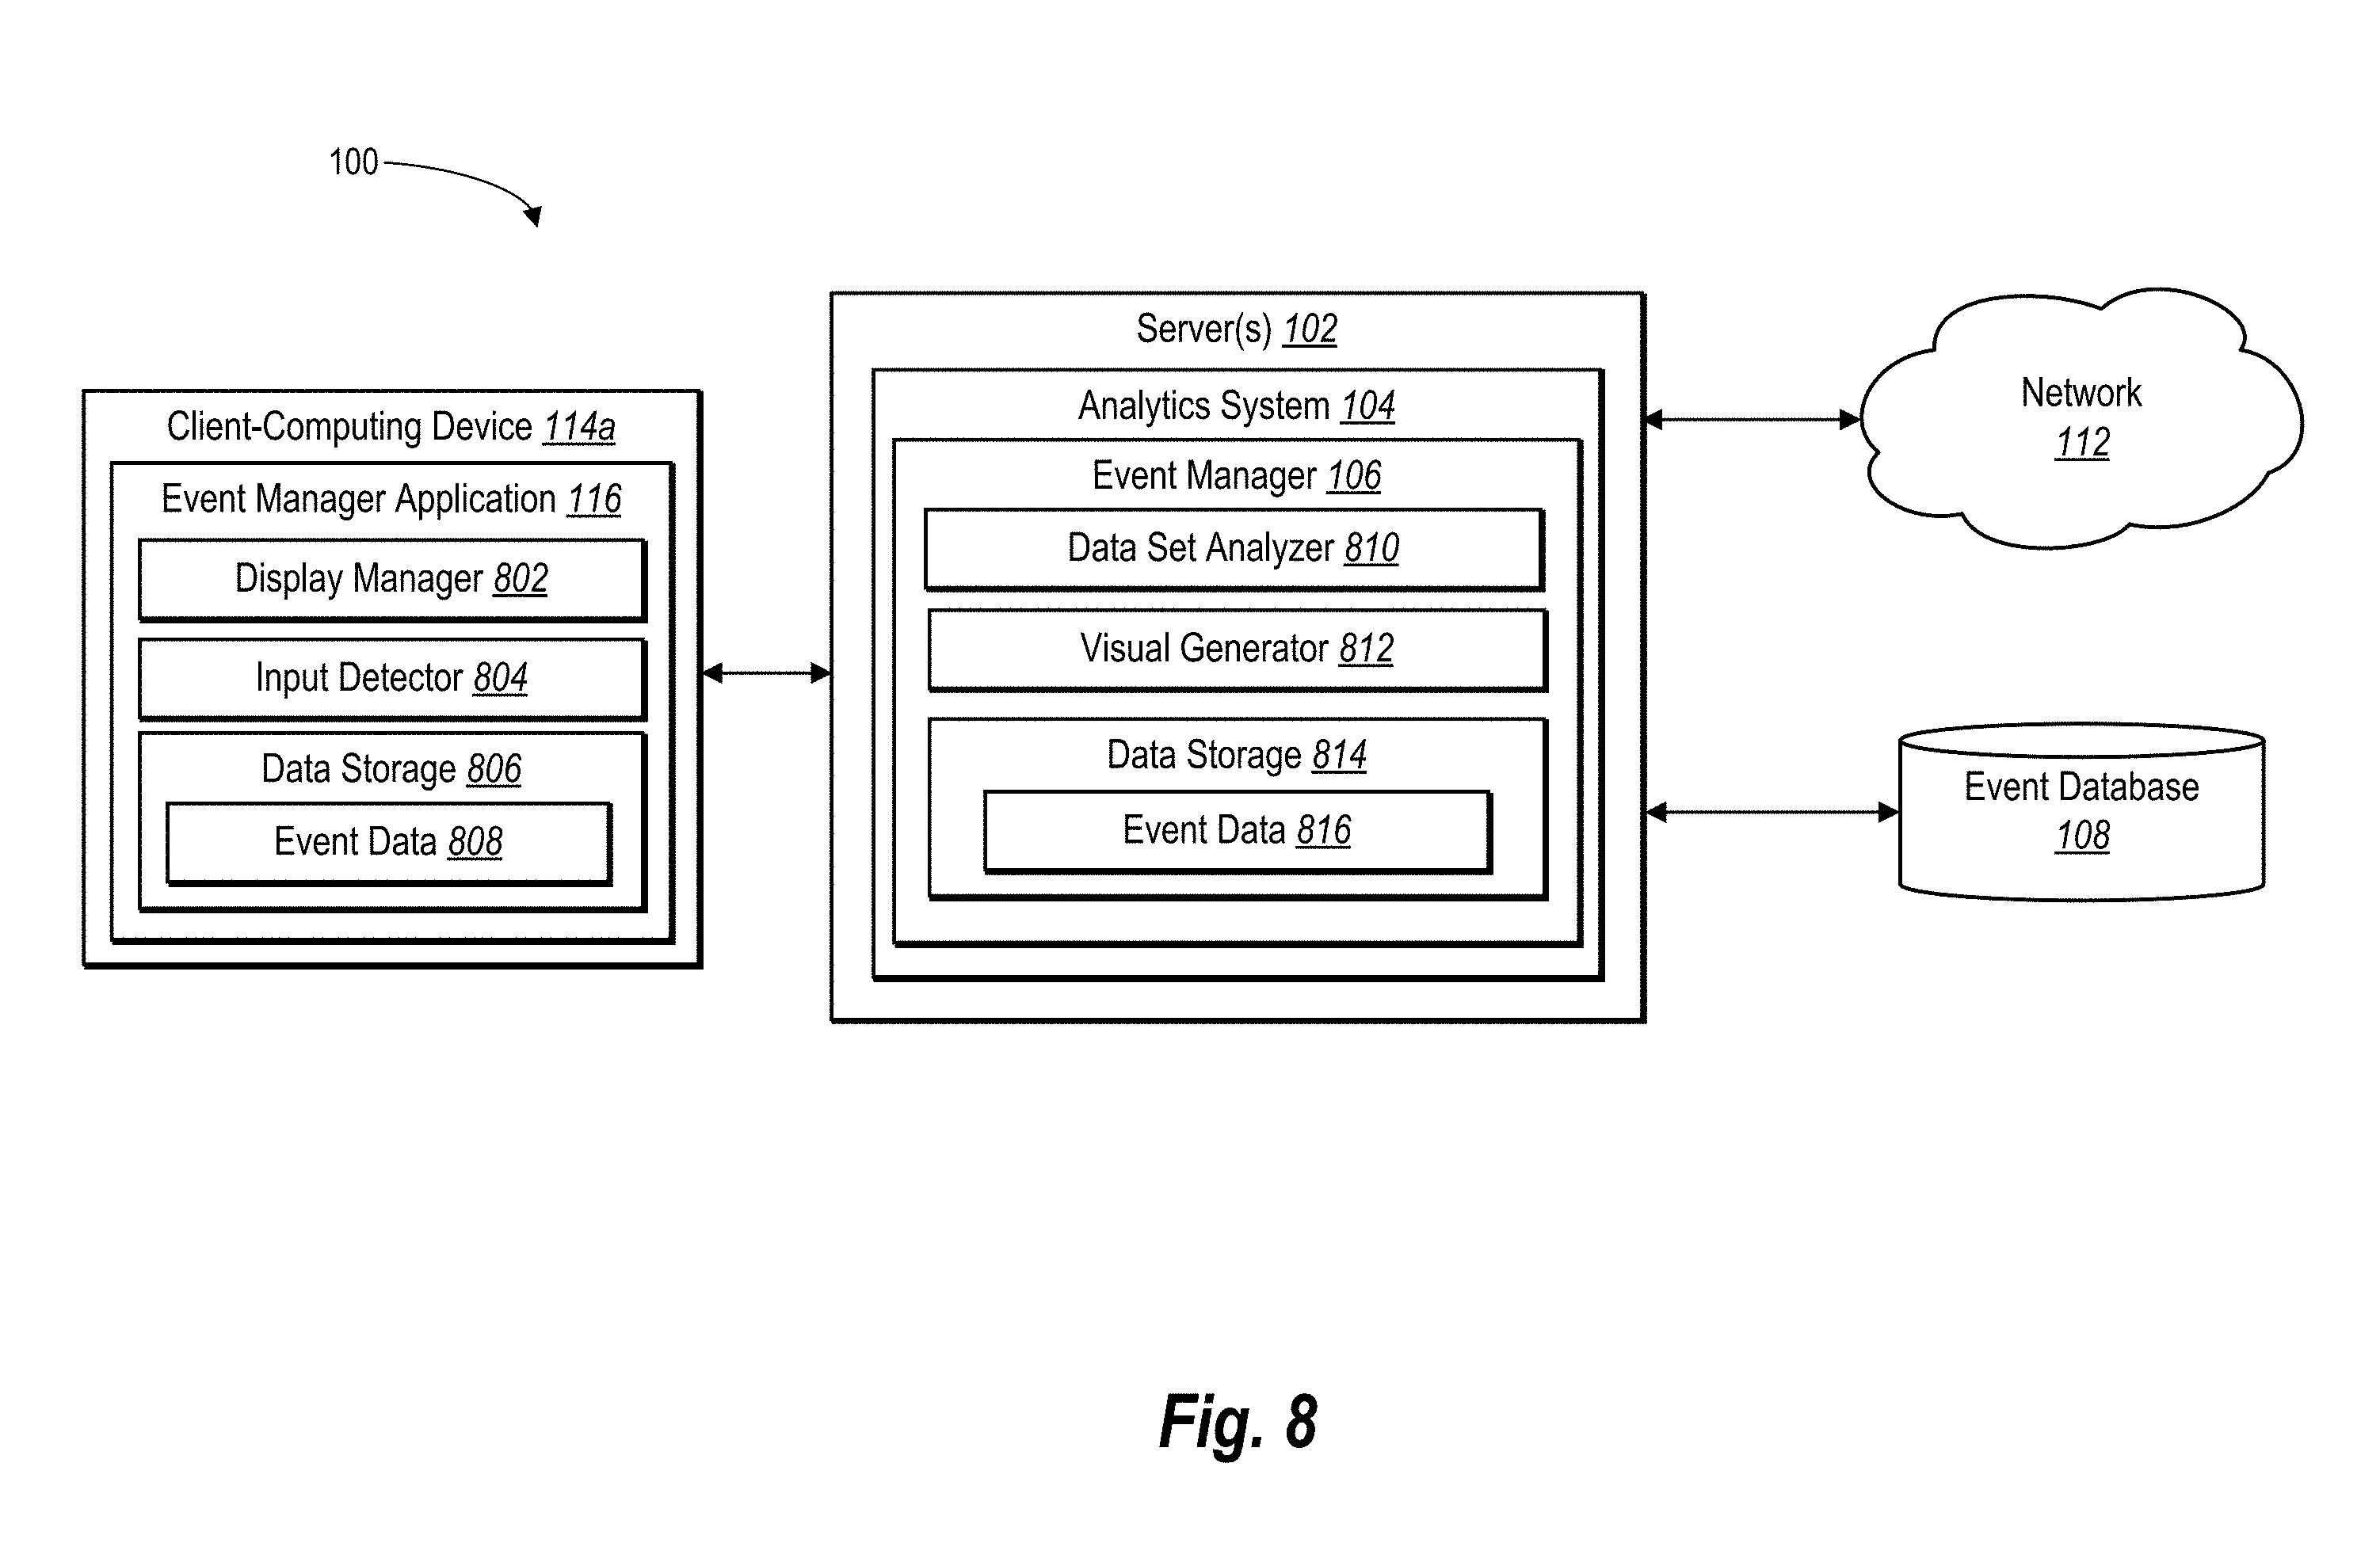 100
Client-Computing Device 114a
Event Manager Application 116
Display Manager 802
Input Detector 804
Data Storage 806
Event Data 808
Server(s) 102
Analytics System 104
Event Manager 106
Data Set Analyzer 810
Visual Generator 812
Data Storage 814
Event Data 816
Network
112
Event Database
108
Fig. 8